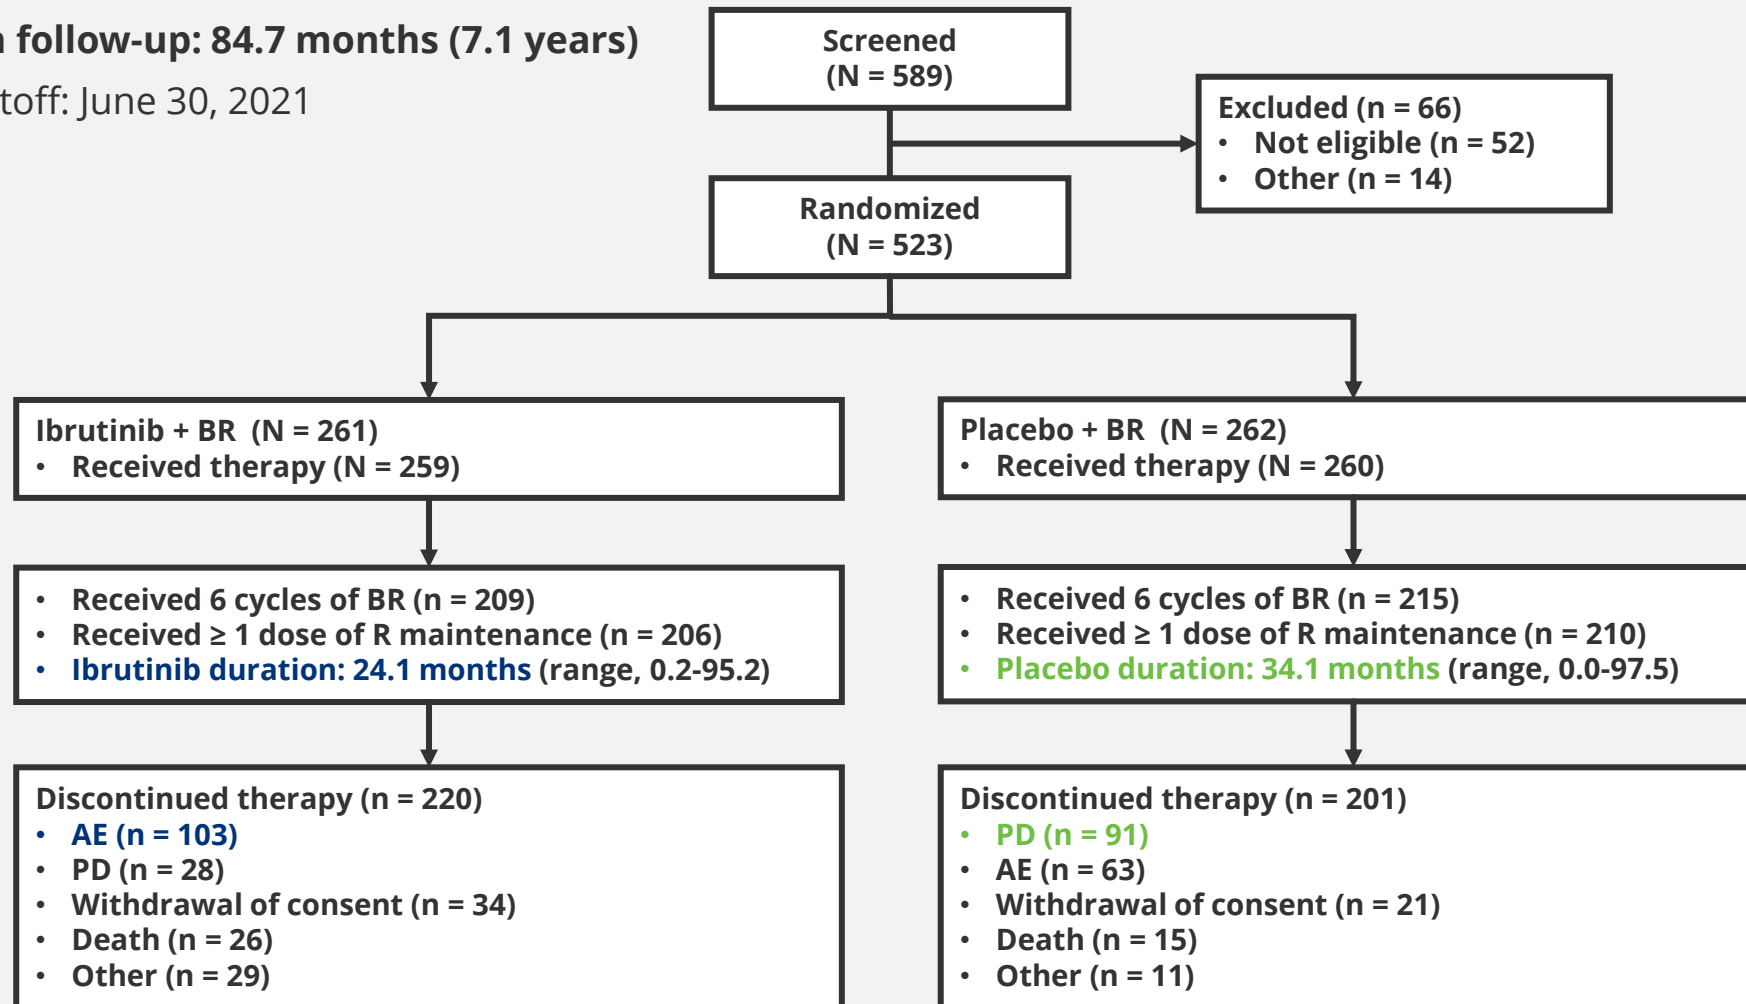 follow-up: 84.7 months (7.1 years)
June 30, 2021
Screened
(N = 589)
Excluded (n = 66)
• Not eligible (n = 52)
• Other (n = 14)
Randomized
(N = 523)
Ibrutinib + BR (N = 261)
• Received therapy (N = 259)
Placebo + BR (N = 262)
• Received therapy (N = 260)
• Received 6 cycles of BR (n = 209)
• Received ≥ 1 dose of R maintenance (n = 206)
• Ibrutinib duration: 24.1 months (range, 0.2-95.2)
• Received 6 cycles of BR (n = 215)
• Received ≥ 1 dose of R maintenance (n = 210)
• Placebo duration: 34.1 months (range, 0.0-97.5)
Discontinued therapy (n = 220)
• AE (n = 103)
• PD (n = 28)
• Withdrawal of consent (n = 34)
• Death (n = 26)
• Other (n = 29)
Discontinued therapy (n = 201)
• PD (n = 91)
• AE (n = 63)
• Withdrawal of consent (n = 21)
• Death (n = 15)
• Other (n = 11)